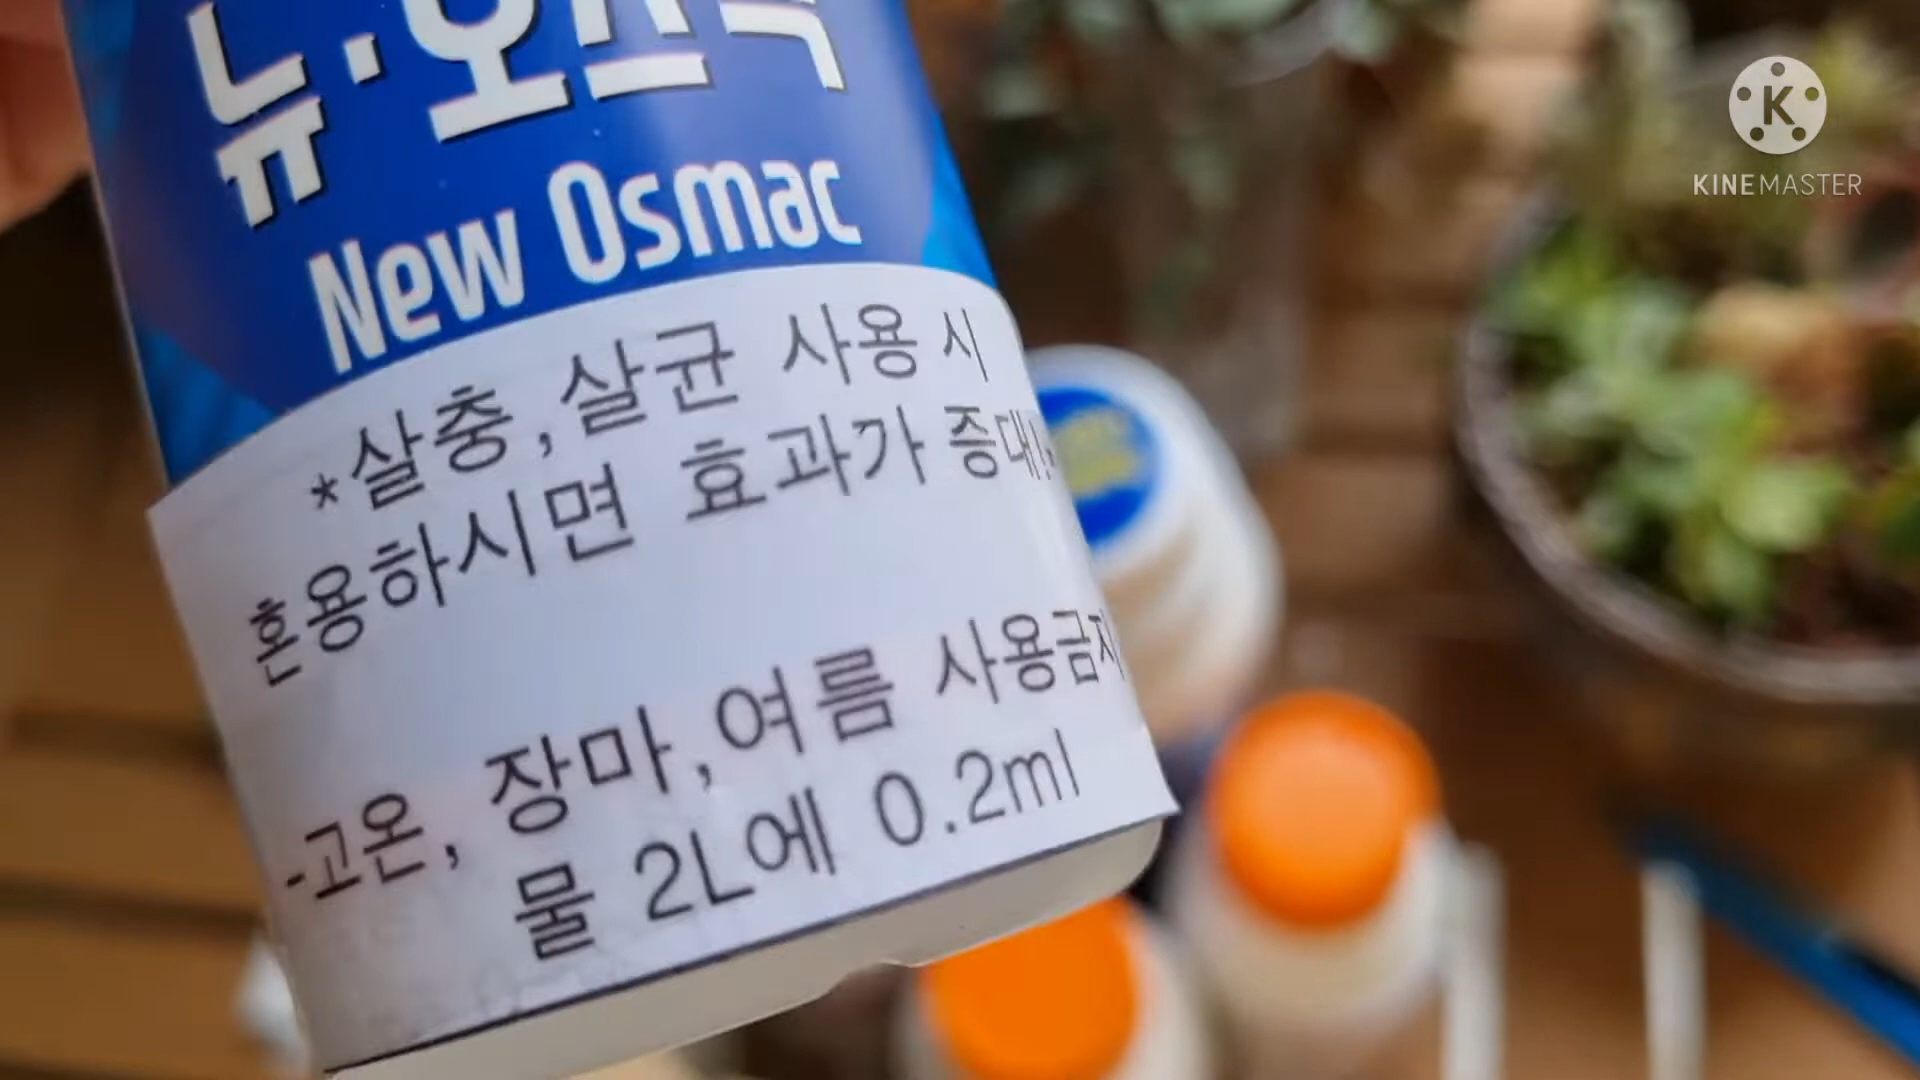 뉴·오스막
New Osmac
*살충,살균 사용 시
혼용하시면 효과가 증대!
-고온, 장마,여름 사용금지
물 2L에 0.2ml
K
KINEMASTER